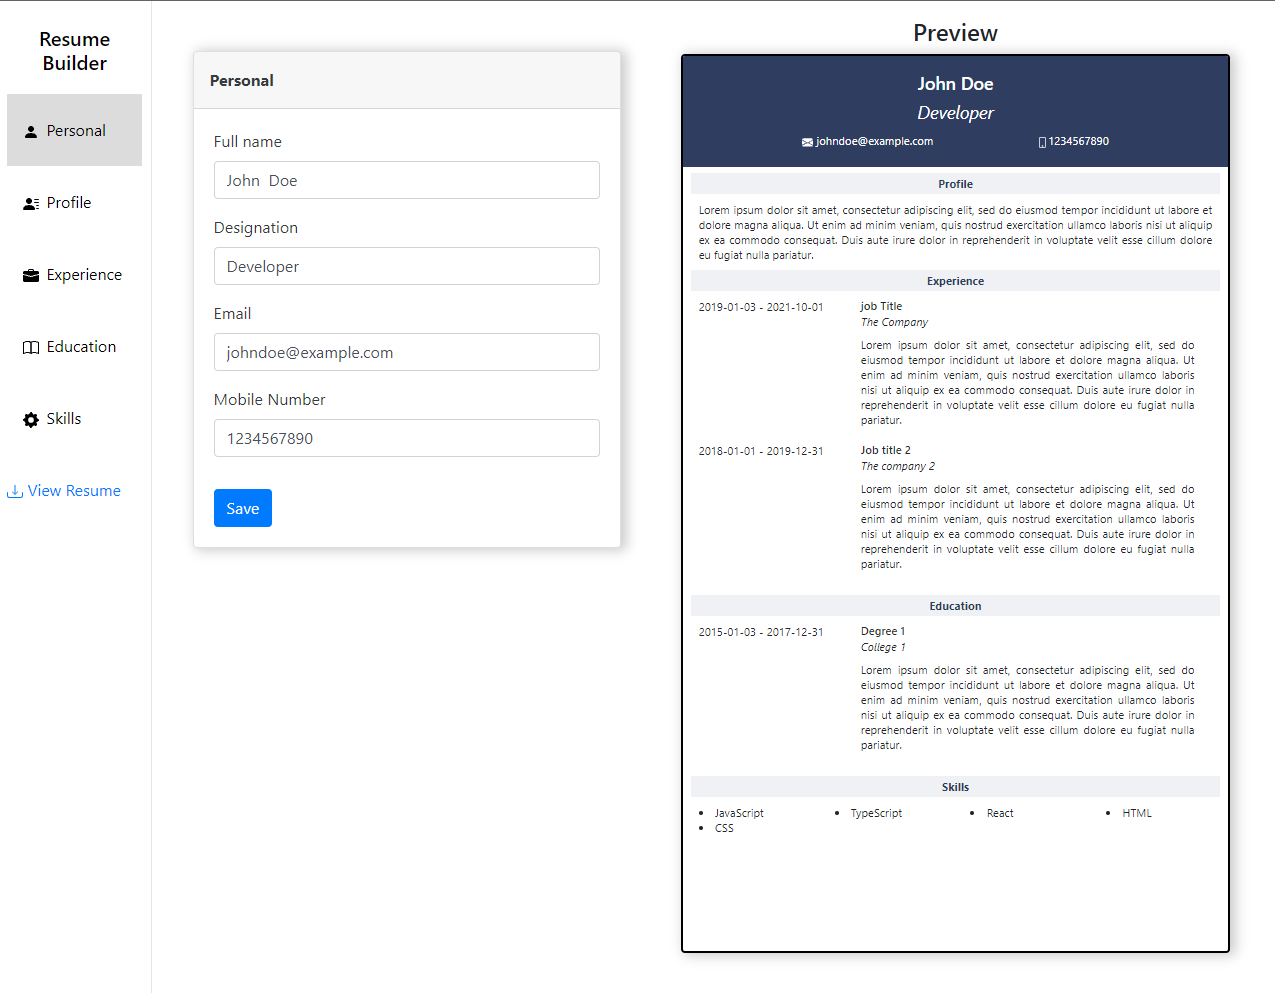 Resume
Builder
Personal
Profile
Experience
Education
Skills
View Resume
Personal
Full name
John  Doe
Designation
Developer
Email
johndoe@example.com
Mobile Number
1234567890
Save
Preview
John Doe
Developer
johndoe@example.com
1234567890
Profile
Lorem ipsum dolor sit amet, consectetur adipiscing elit, sed do eiusmod tempor incididunt ut labore et
dolore magna aliqua. Ut enim ad minim veniam, quis nostrud exercitation ullamco laboris nisi ut aliquip
ex ea commodo consequat. Duis aute irure dolor in reprehenderit in voluptate velit esse cillum dolore
eu fugiat nulla pariatur.
Experience
2019-01-03 - 2021-10-01
job Title
The Company
Lorem ipsum dolor sit amet, consectetur adipiscing elit, sed do
eiusmod tempor incididunt ut labore et dolore magna aliqua. Ut
enim ad minim veniam, quis nostrud exercitation ullamco laboris
nisi ut aliquip ex ea commodo consequat. Duis aute irure dolor in
reprehenderit in voluptate velit esse cillum dolore eu fugiat nulla
pariatur.
2018-01-01 - 2019-12-31
Job title 2
The company 2
Lorem ipsum dolor sit amet, consectetur adipiscing elit, sed do
eiusmod tempor incididunt ut labore et dolore magna aliqua. Ut
enim ad minim veniam, quis nostrud exercitation ullamco laboris
nisi ut aliquip ex ea commodo consequat. Duis aute irure dolor in
reprehenderit in voluptate velit esse cillum dolore eu fugiat nulla
pariatur.
Education
2015-01-03 - 2017-12-31
Degree 1
College 1
Lorem ipsum dolor sit amet, consectetur adipiscing elit, sed do
eiusmod tempor incididunt ut labore et dolore magna aliqua. Ut
enim ad minim veniam, quis nostrud exercitation ullamco laboris
nisi ut aliquip ex ea commodo consequat. Duis aute irure dolor in
reprehenderit in voluptate velit esse cillum dolore eu fugiat nulla
pariatur.
Skills
• JavaScript • TypeScript • React • HTML
• CSS